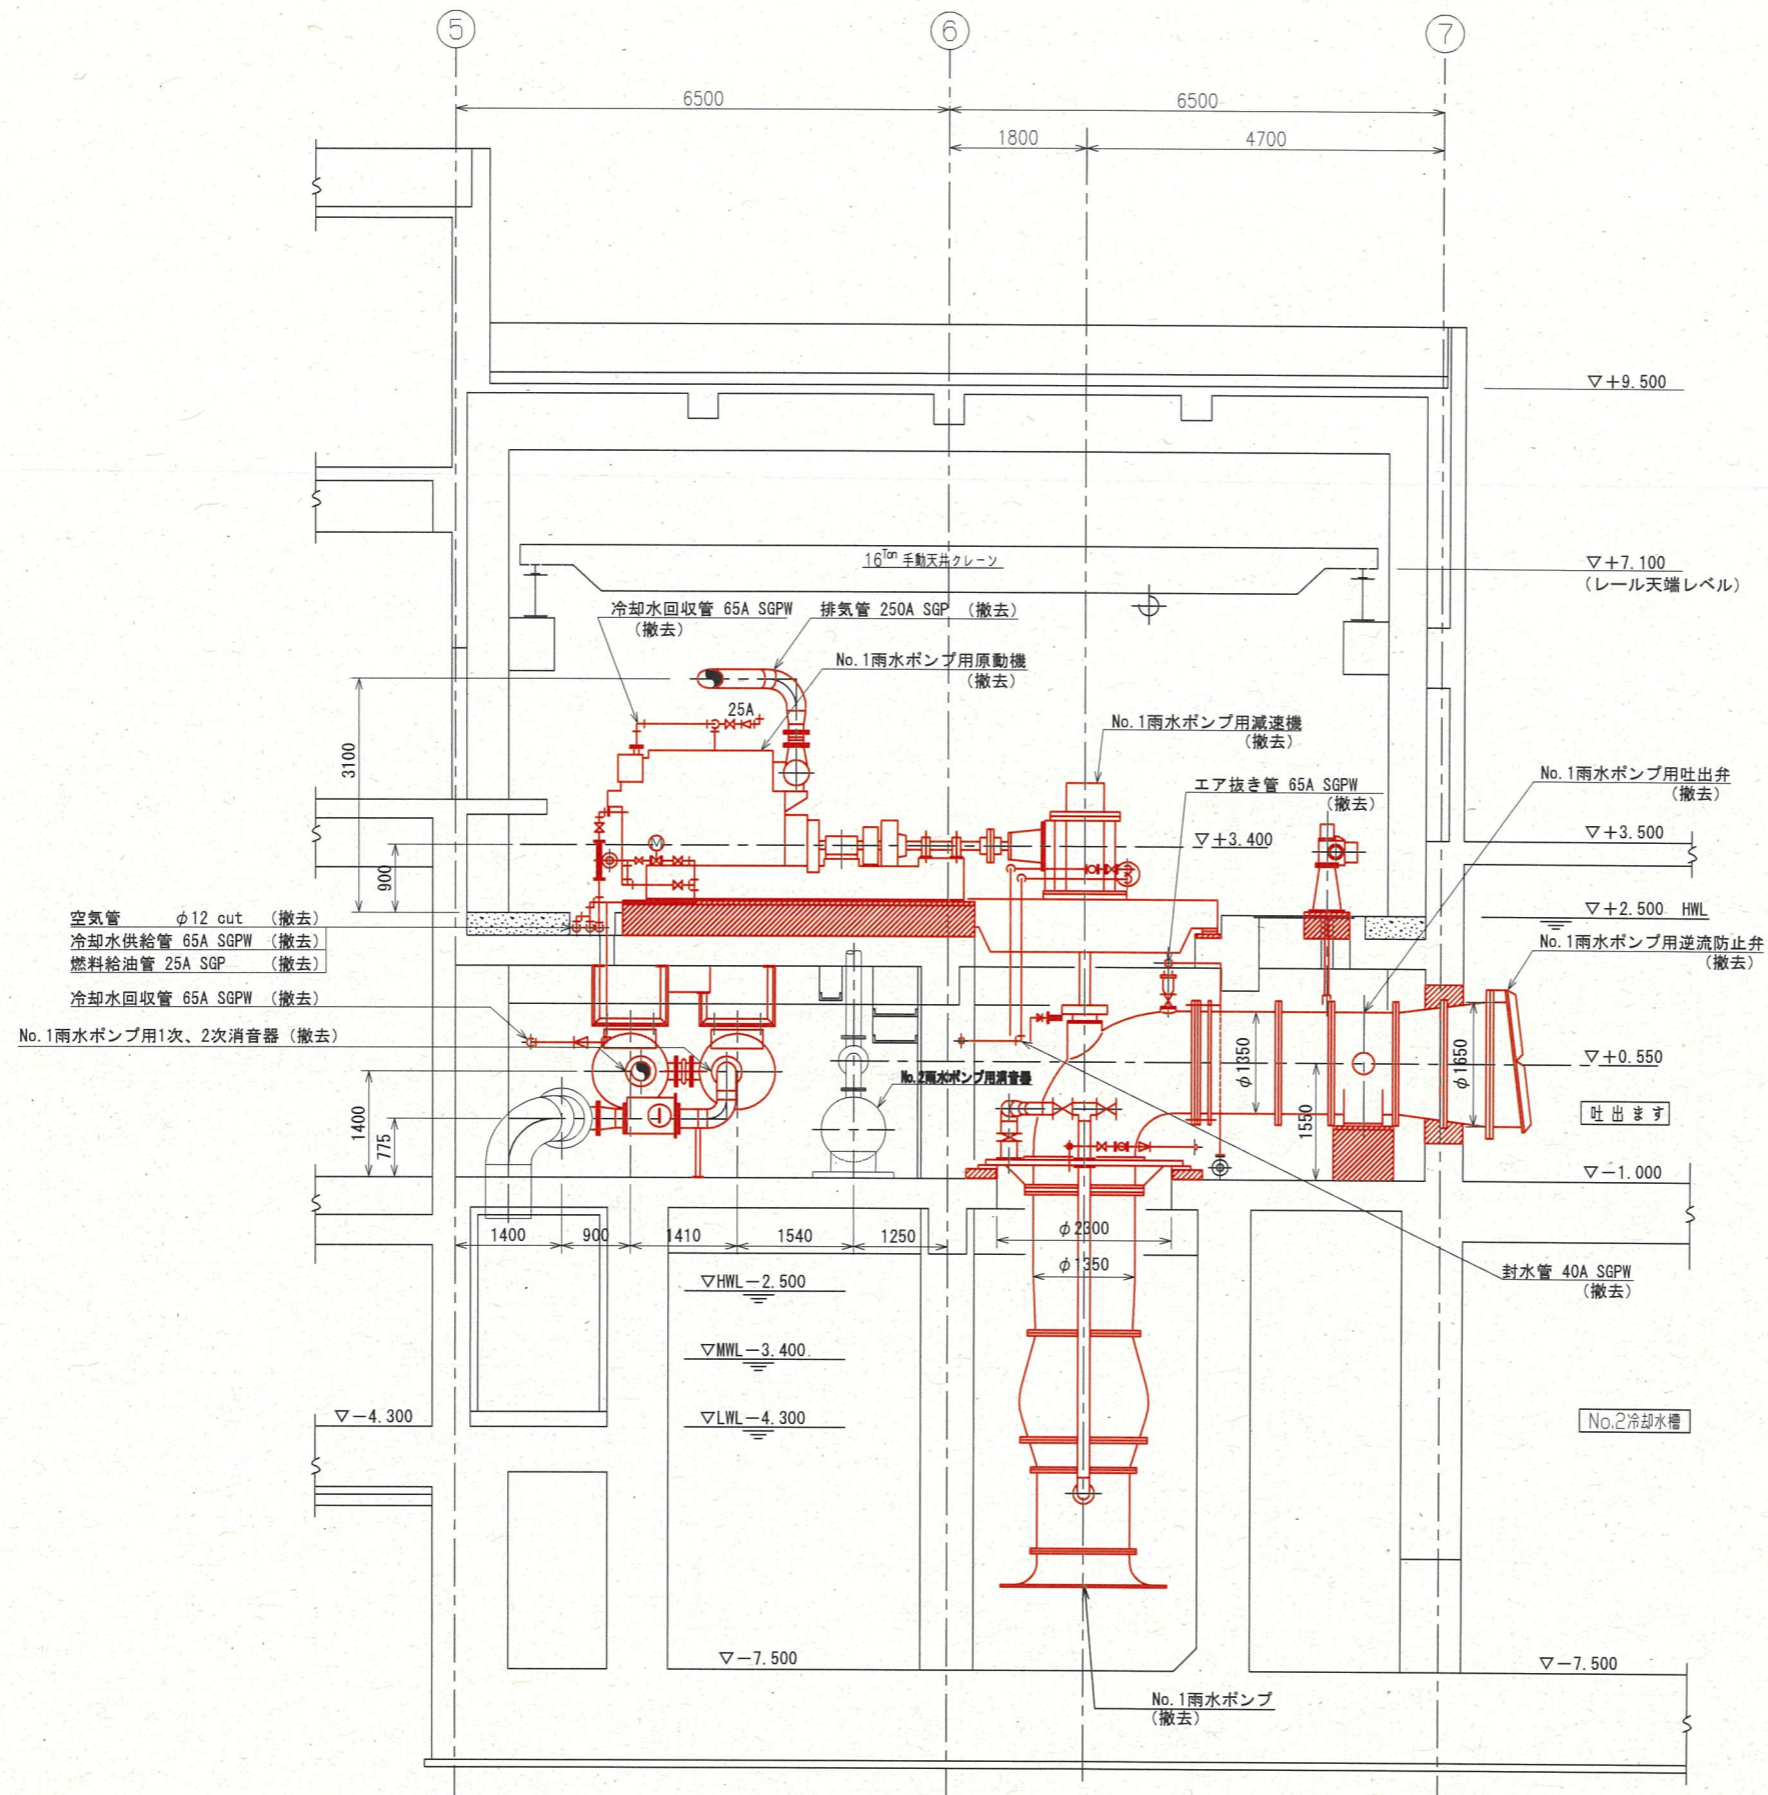 5
6
7
6500
6500
1800
4700
▽+9.500
16Ton 手動天井クレーン
▽+7.100
(レール天端レベル)
冷却水回収管 65A SGPW
(撤去)
排気管 250A SGP (撤去)
No.1雨水ポンプ用原動機
(撤去)
25A
3100
No.1雨水ポンプ用減速機
(撤去)
エア抜き管 65A SGPW
(撤去)
No.1雨水ポンプ用吐出弁
(撤去)
▽+3.500
▽+3.400
M
900
▽+2.500 HWL
空気管 φ12 cut (撤去)
冷却水供給管 65A SGPW (撤去)
燃料給油管 25A SGP (撤去)
No.1雨水ポンプ用逆流防止弁
(撤去)
冷却水回収管 65A SGPW (撤去)
No.1雨水ポンプ用1次、2次消音器(撤去)
φ1350
φ1650
▽+0.550
No.2雨水ポンプ用消音器
1400
775
1550
吐出ます
▽-1.000
1400
900
1410
1540
1250
φ2300
φ1350
▽HWL-2.500
封水管 40A SGPW
(撤去)
▽MWL-3.400
▽LWL-4.300
▽-4.300
No.2冷却水槽
▽-7.500
▽-7.500
No.1雨水ポンプ
(撤去)